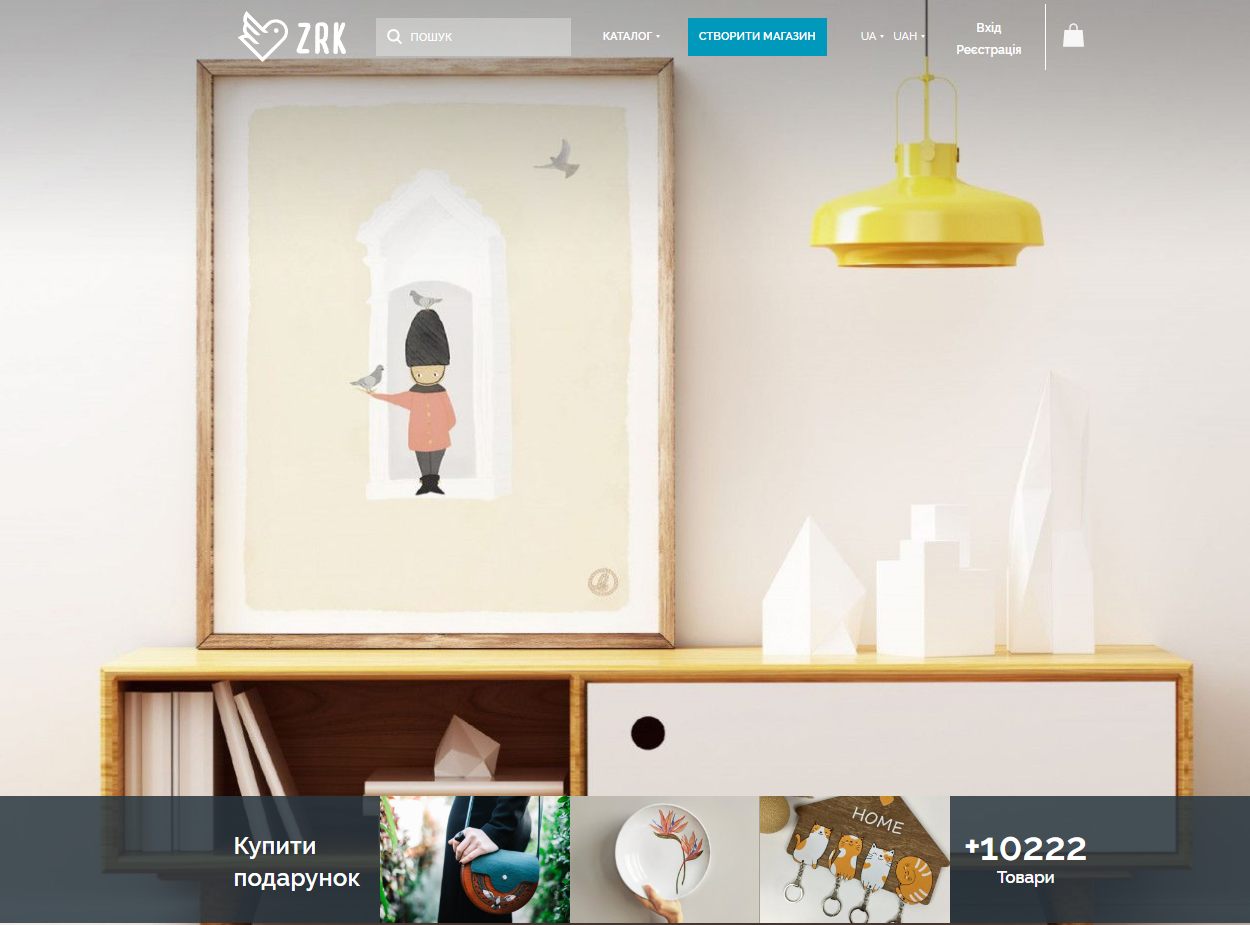 ZRK
ПОШУК
КАТАЛОГ
СТВОРИТИ МАГАЗИН
UA
UAH
Вхід
Реєстрація
Купити
подарунок
HOME
+10222
Товари